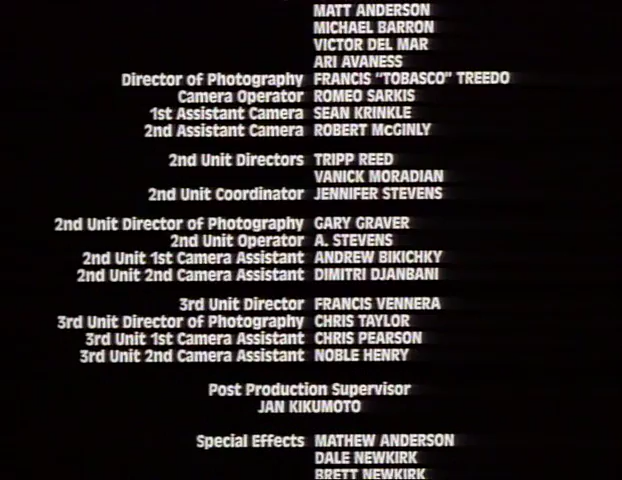 MATT ANDERSON
MICHAEL BARRON
VICTOR DEL MAR
ARI AVANESS
Director of Photography FRANCIS "TOBASCO" TREEDO
Camera Operator ROMEO SARKIS
1st Assistant Camera SEAN KRINKLE
2nd Assistant Camera ROBERT McGINLY
2nd Unit Directors TRIPP REED
VANICK MORADIAN
2nd Unit Coordinator JENNIFER STEVENS
2nd Unit Director of Photography GARY GRAVER
2nd Unit Operator A. STEVENS
2nd Unit 1st Camera Assistant ANDREW BIKICHKY
2nd Unit 2nd Camera Assistant DIMITRI DJANBANI
3rd Unit Director FRANCIS VENNERA
3rd Unit Director of Photography CHRIS TAYLOR
3rd Unit 1st Camera Assistant CHRIS PEARSON
3rd Unit 2nd Camera Assistant NOBLE HENRY
Post Production Supervisor
JAN KIKUMOTO
Special Effects MATHEW ANDERSON
DALE NEWKIRK
BRETT NEWKIRK